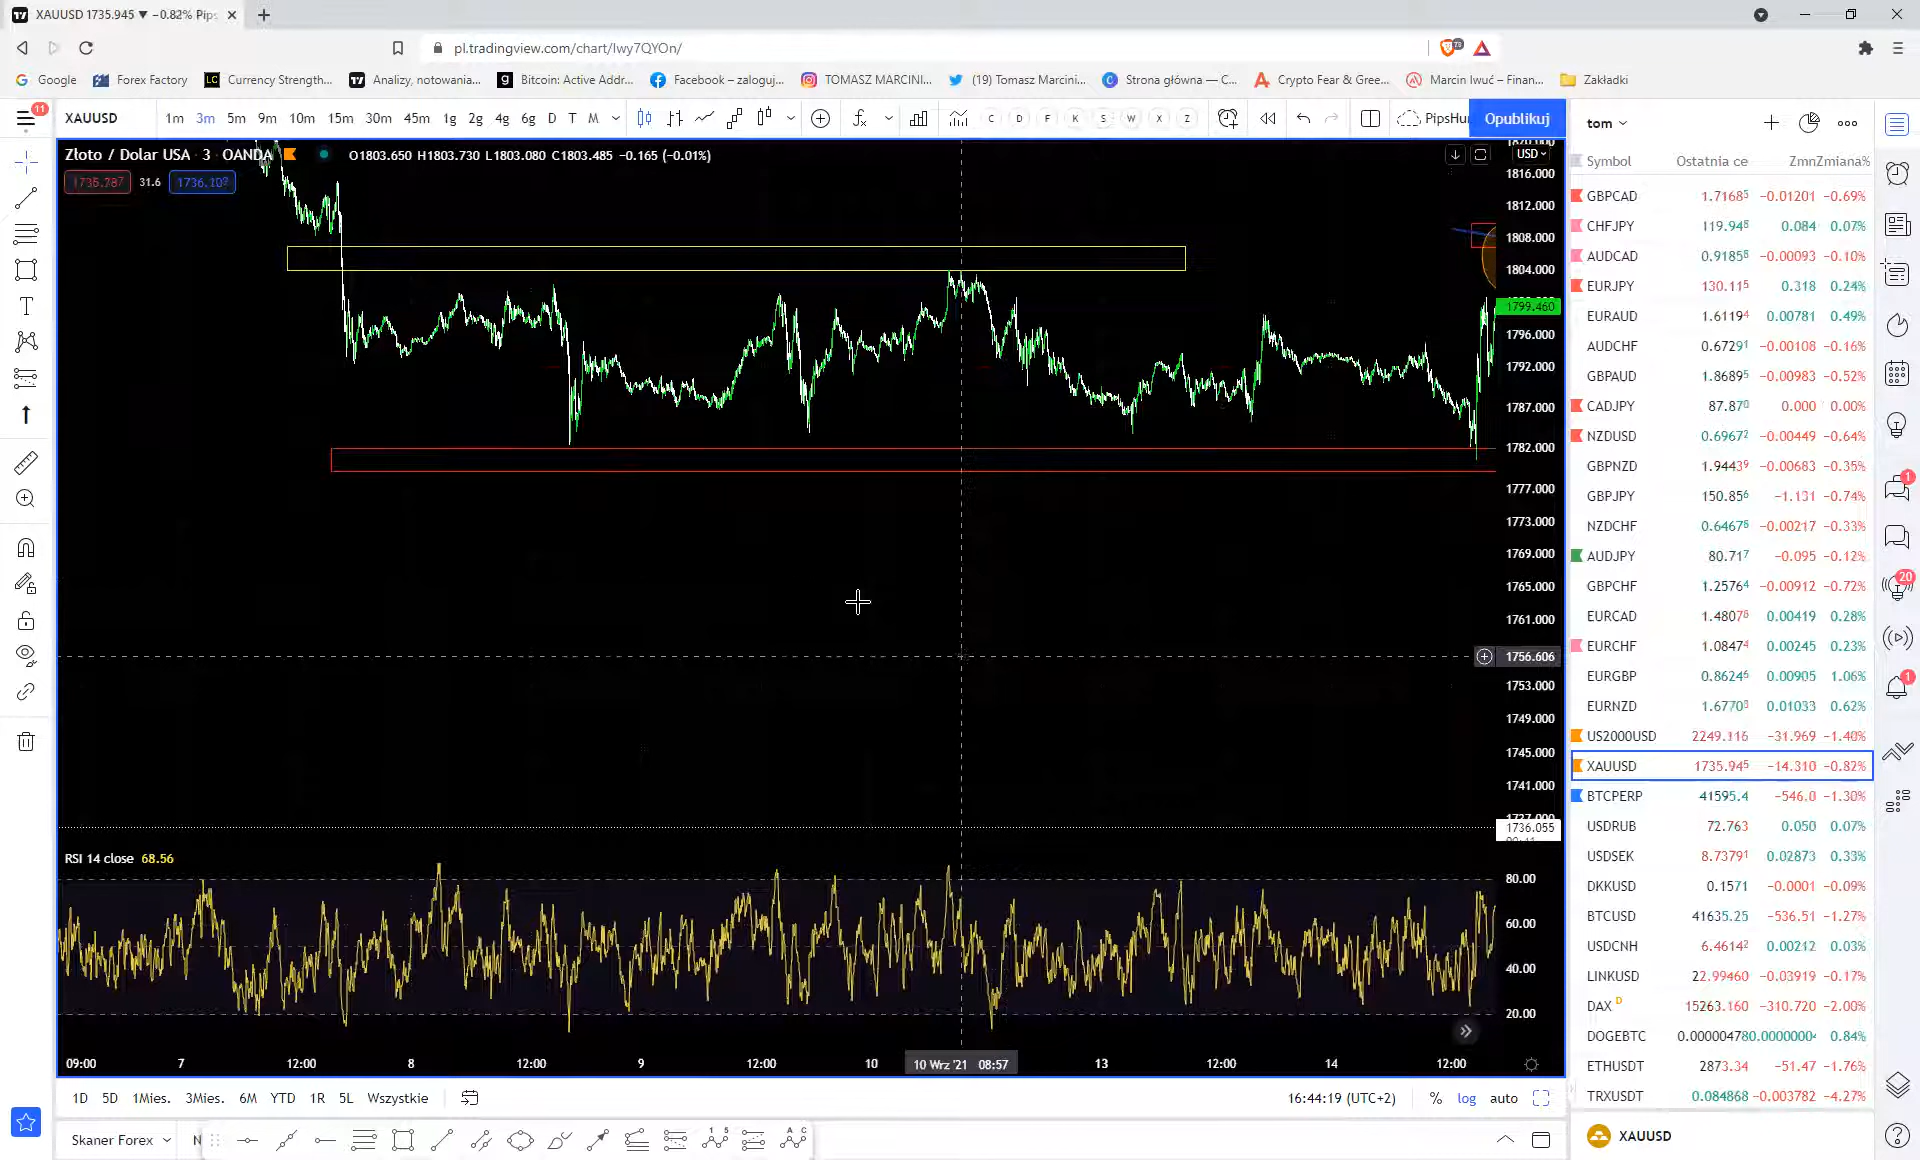 XAUUSD 1735.945 ▼ −0.82% Pips
pl.tradingview.com/chart/Iwy7QYOn/
Google Forex Factory Currency Strength... Analizy, notowania... Bitcoin: Active Addr... Facebook – zaloguj... TOMASZ MARCINI... (19) Tomasz Marcini... Strona główna — C... Crypto Fear & Gree... Marcin Iwuć – Finan... Zakładki
11
XAUUSD 1m 3m 5m 9m 10m 15m 30m 45m 1g 2g 4g 6g D T M C D F K S W X Z PipsHu Opublikuj
tom
Złoto / Dolar USA · 3 · OANDA O1803.650 H1803.730 L1803.080 C1803.485 −0.165 (−0.01%)
1735.787 31.6 1736.103
USD
1816.000
1812.000
1808.000
1804.000
1799.460
1796.000
1792.000
1787.000
1782.000
1777.000
1773.000
1769.000
1765.000
1761.000
1756.606
1753.000
1749.000
1745.000
1741.000
1736.055
RSI 14 close 68.56
80.00
60.00
40.00
20.00
09:00 7 12:00 8 12:00 9 12:00 10 10 Wrz '21 08:57 13 12:00 14 12:00
1D 5D 1Mies. 3Mies. 6M YTD 1R 5L Wszystkie 16:44:19 (UTC+2) % log auto
Skaner Forex
Symbol Ostatnia ce Zmn Zmiana%
GBPCAD 1.71685 −0.01201 −0.69%
CHFJPY 119.948 0.084 0.07%
AUDCAD 0.91858 −0.00093 −0.10%
EURJPY 130.115 0.318 0.24%
EURAUD 1.61194 0.00781 0.49%
AUDCHF 0.67291 −0.00108 −0.16%
GBPAUD 1.86895 −0.00983 −0.52%
CADJPY 87.870 0.000 0.00%
NZDUSD 0.69672 −0.00449 −0.64%
GBPNZD 1.94439 −0.00683 −0.35%
GBPJPY 150.856 −1.131 −0.74%
NZDCHF 0.64676 −0.00217 −0.33%
AUDJPY 80.717 −0.095 −0.12%
GBPCHF 1.25764 −0.00912 −0.72%
EURCAD 1.48078 0.00419 0.28%
EURCHF 1.08474 0.00245 0.23%
EURGBP 0.86246 0.00905 1.06%
EURNZD 1.67703 0.01033 0.62%
US2000USD 2249.116 −31.969 −1.40%
XAUUSD 1735.945 −14.310 −0.82%
BTCPERP 41595.4 −546.0 −1.30%
USDRUB 72.763 0.050 0.07%
USDSEK 8.73791 0.02873 0.33%
DKKUSD 0.1571 −0.0001 −0.09%
BTCUSD 41635.25 −536.51 −1.27%
USDCNH 6.46142 0.00212 0.03%
LINKUSD 22.99460 −0.03919 −0.17%
DAX D 15263.160 −310.720 −2.00%
DOGEBTC 0.00000478 0.0000000 0.84%
ETHUSDT 2873.34 −51.47 −1.76%
TRXUSDT 0.084868 −0.003782 −4.27%
XAUUSD
1
20
1